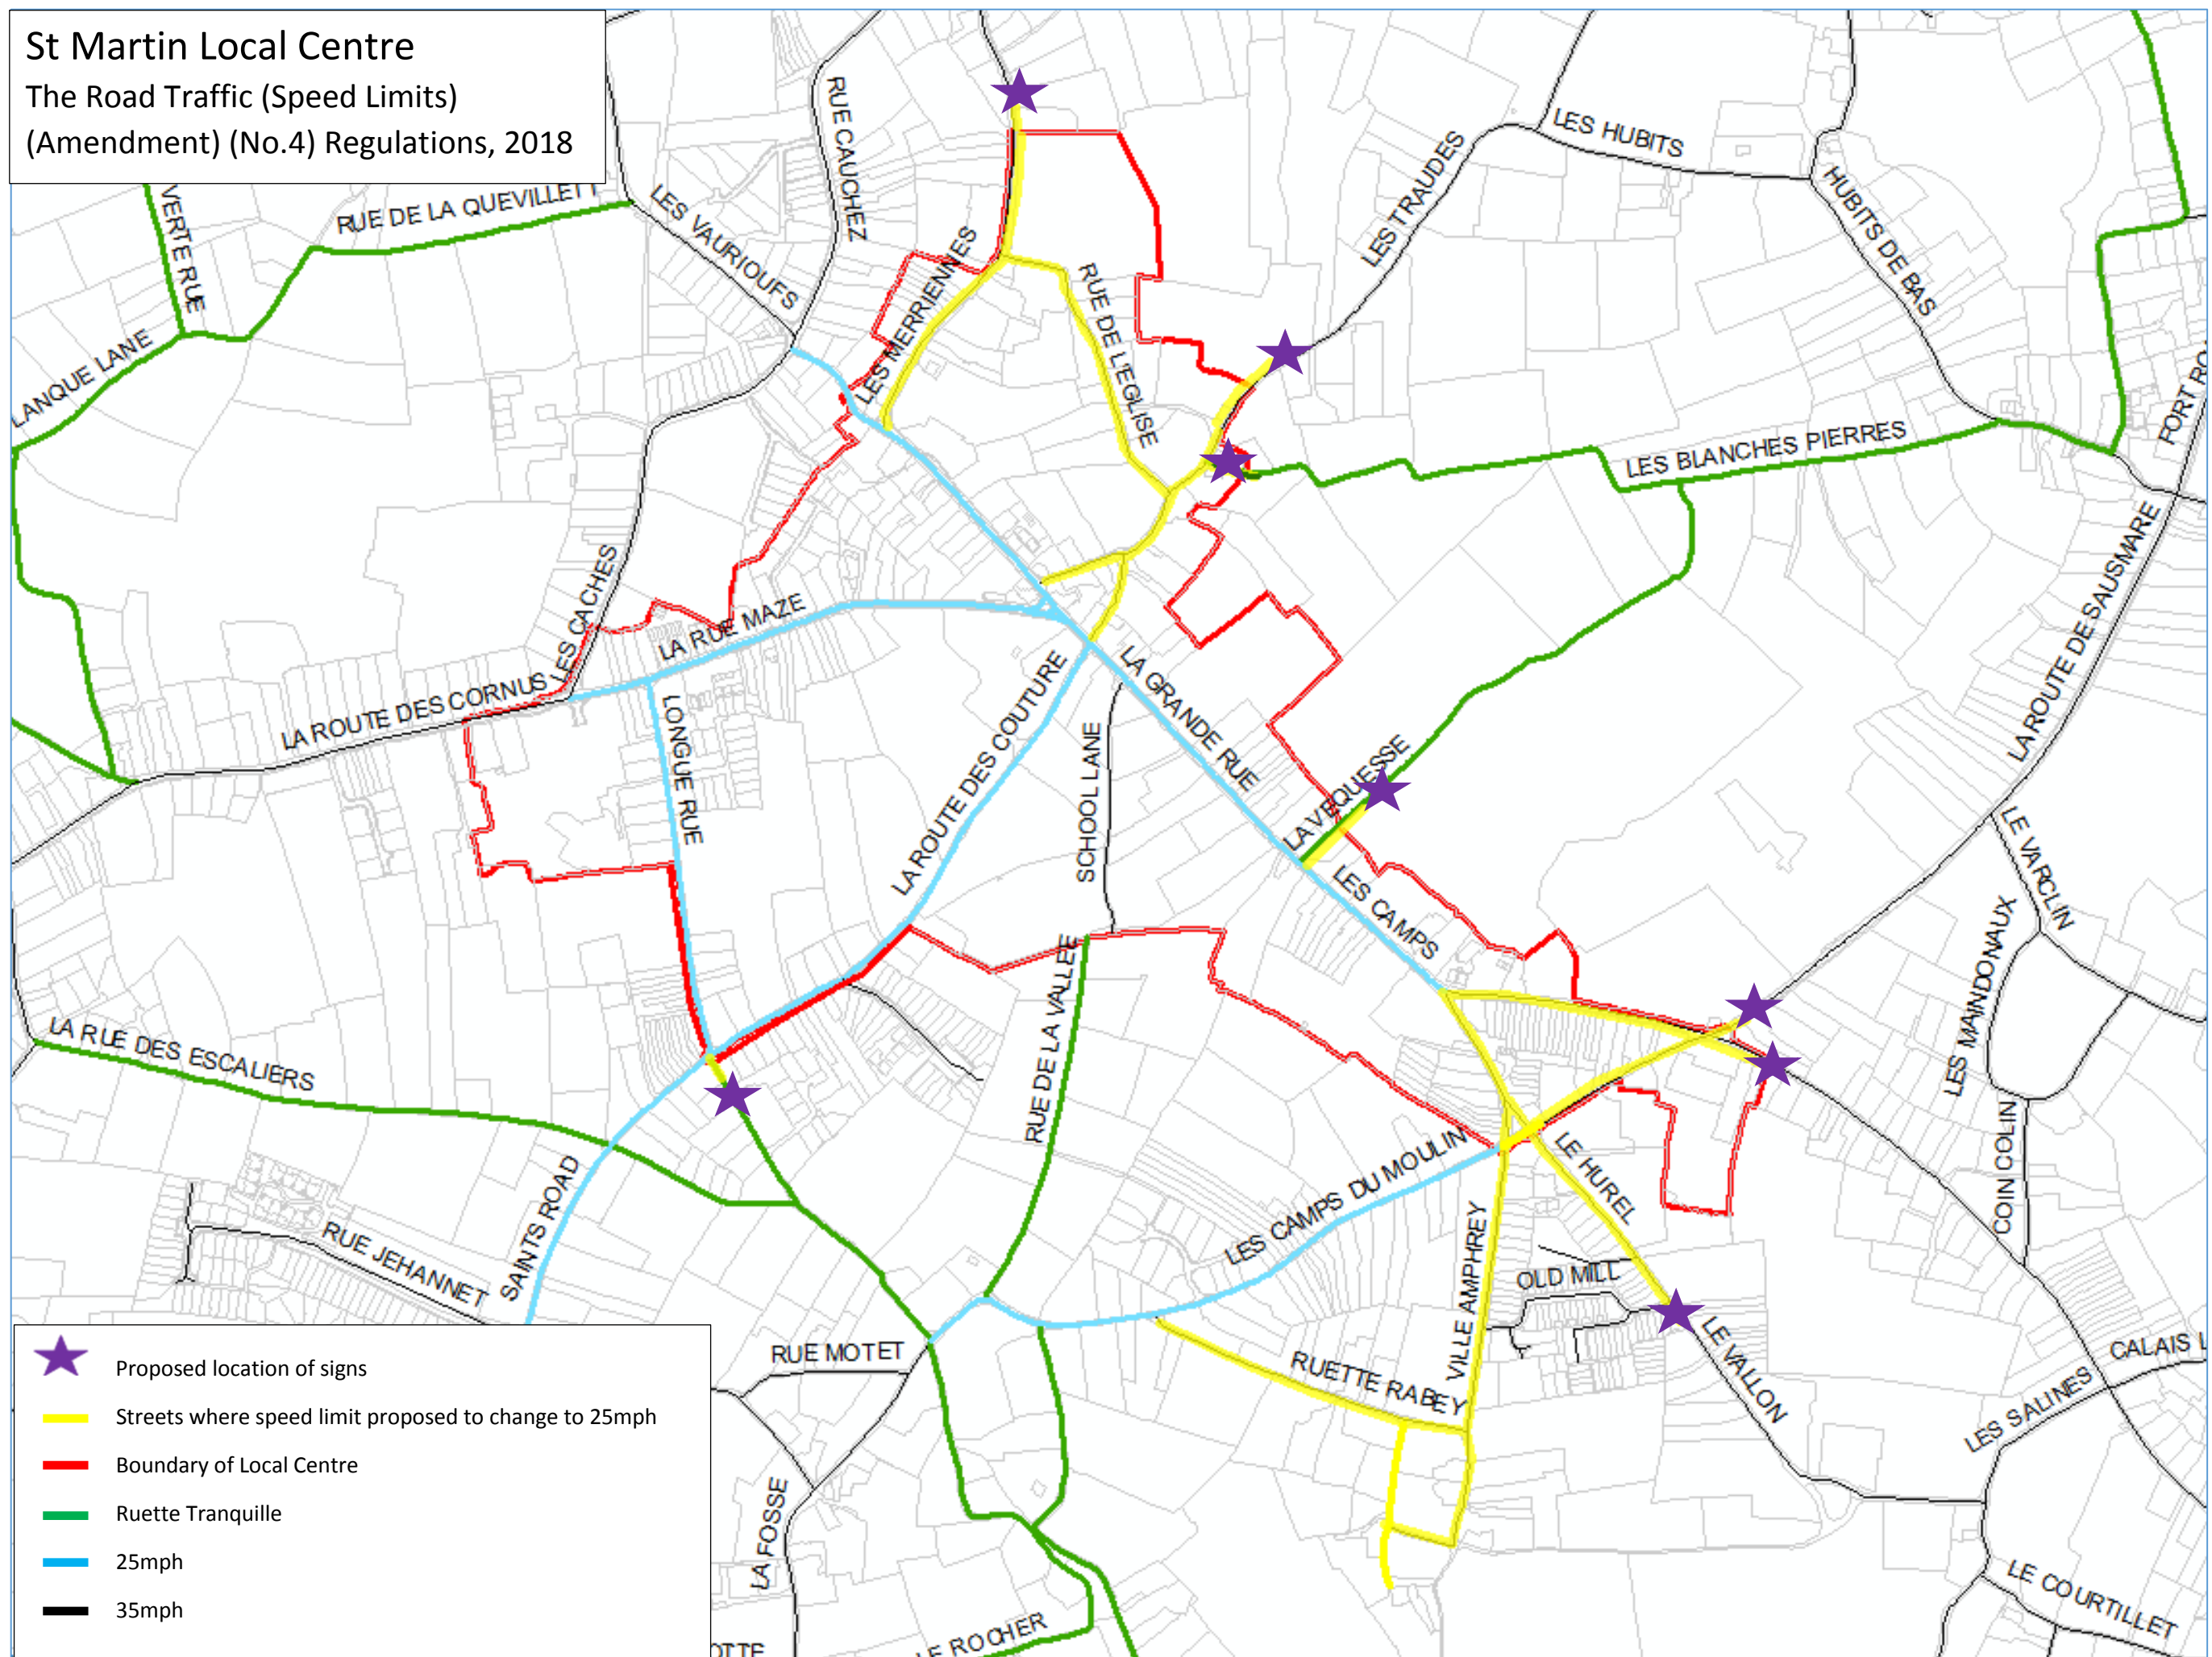 St Martin Local Centre
The Road Traffic (Speed Limits)
(Amendment) (No.4) Regulations, 2018
RUE CAUCHEZ
LES HUBITS
LES TRAUDES
HUBITS DE BAS
VERTE RUE
RUE DE LA QUEVILLETT
LES VAURIOUFS
LES MERRIENNES
RUE DE L'EGLISE
LANQUE LANE
FORT RO
LES BLANCHES PIERRES
LES CACHES
LA RUE MAZE
LA ROUTE DE SAUSMARE
LA ROUTE DES CORNUS
LONGUE RUE
LA ROUTE DES COUTURE
LA GRANDE RUE
SCHOOL LANE
LA VEQUESSE
LES CAMPS
LE VARCLIN
LES MAINDONAUX
LA RUE DES ESCALIERS
RUE DE LA VALLEE
COIN COLIN
LES CAMPS DU MOULIN
LE HUREL
SAINTS ROAD
RUE JEHANNET
VILLE AMPHREY
OLD MILL
RUE MOTET
RUETTE RABEY
LE VALLON
CALAIS L
LES SALINES
LA FOSSE
LE COURTILLET
LE ROCHER
OTTE
Proposed location of signs
Streets where speed limit proposed to change to 25mph
Boundary of Local Centre
Ruette Tranquille
25mph
35mph